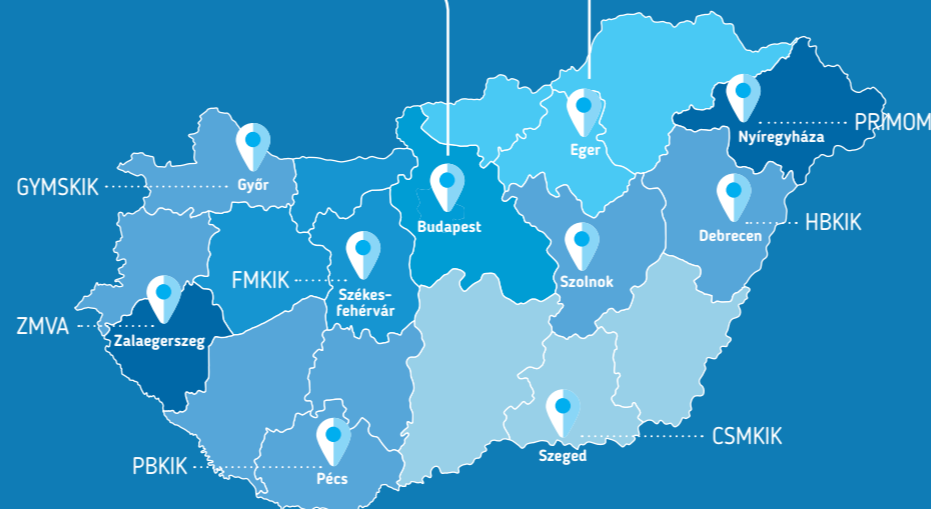 PRIMOM
Nyíregyháza
Eger
GYMSKIK
Győr
Budapest
HBKIK
Debrecen
FMKIK
Székes-
fehérvár
Szolnok
ZMVA
Zalaegerszeg
CSMKIK
Szeged
PBKIK
Pécs